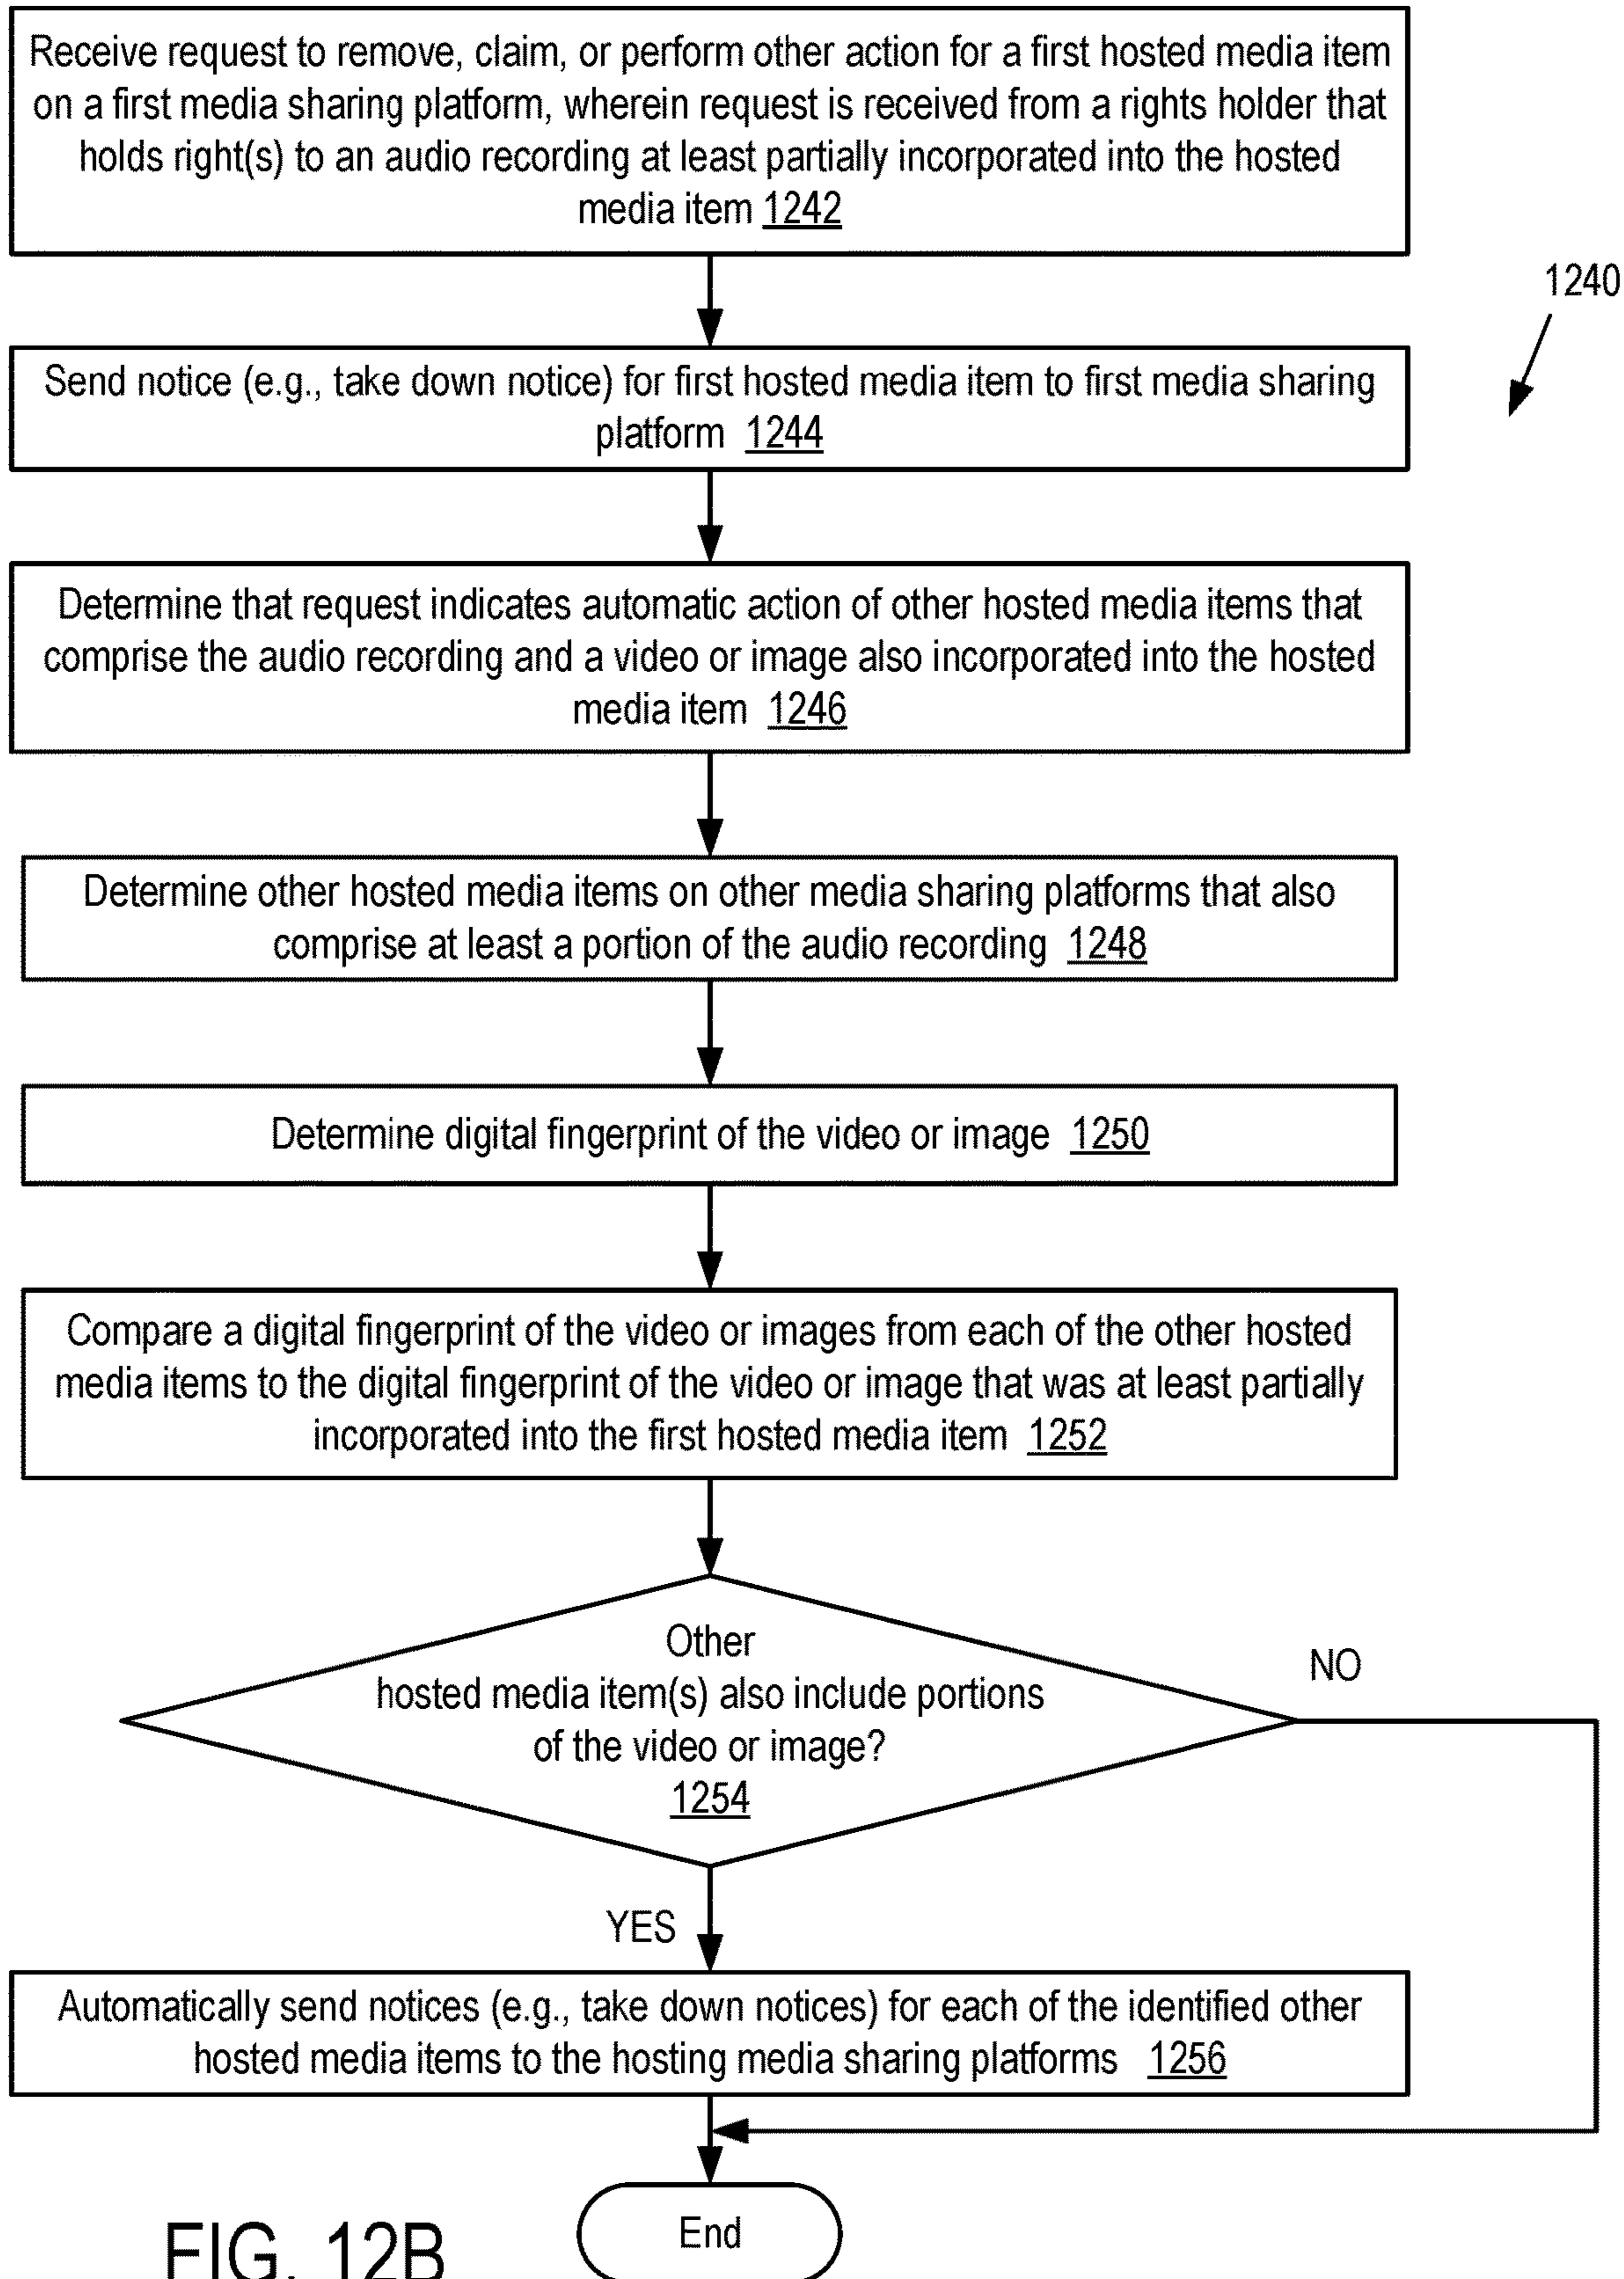 Receive request to remove, claim, or perform other action for a first hosted media item
on a first media sharing platform, wherein request is received from a rights holder that
holds right(s) to an audio recording at least partially incorporated into the hosted
media item 1242
1240
Send notice (e.g., take down notice) for first hosted media item to first media sharing
platform 1244
Determine that request indicates automatic action of other hosted media items that
comprise the audio recording and a video or image also incorporated into the hosted
media item 1246
Determine other hosted media items on other media sharing platforms that also
comprise at least a portion of the audio recording 1248
Determine digital fingerprint of the video or image 1250
Compare a digital fingerprint of the video or images from each of the other hosted
media items to the digital fingerprint of the video or image that was at least partially
incorporated into the first hosted media item 1252
Other
hosted media item(s) also include portions
of the video or image?
1254
NO
YES
Automatically send notices (e.g., take down notices) for each of the identified other
hosted media items to the hosting media sharing platforms 1256
End
FIG. 12B